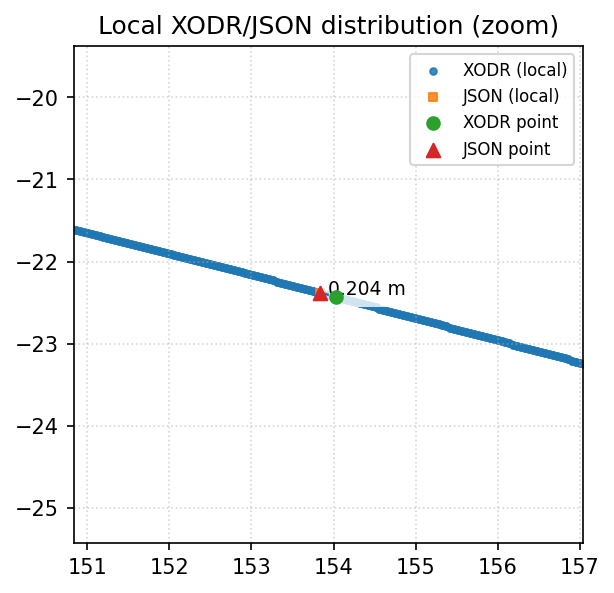 Local XODR/JSON distribution (zoom)
XODR (local)
JSON (local)
XODR point
JSON point
−20
−21
−22
−23
−24
−25
0.204 m
151
152
153
154
155
156
157